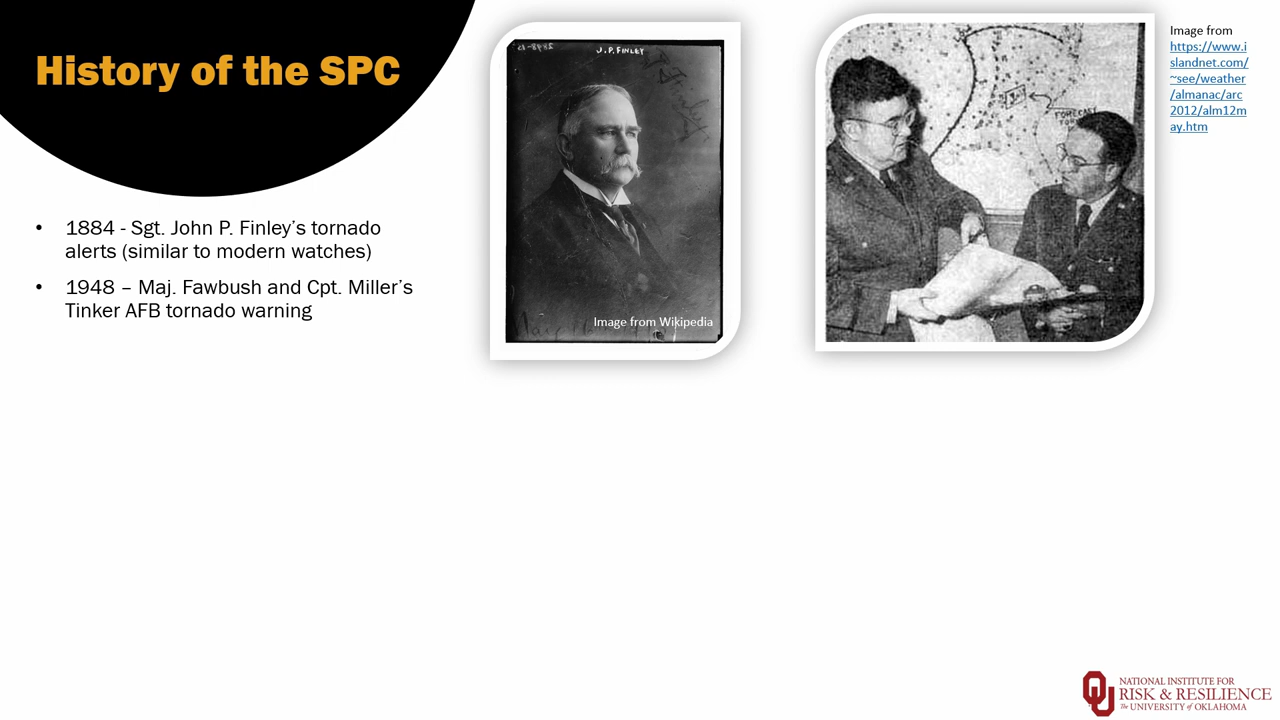 History of the SPC
• 1884 - Sgt. John P. Finley’s tornado
alerts (similar to modern watches)
• 1948 – Maj. Fawbush and Cpt. Miller’s
Tinker AFB tornado warning
J.P. FINLEY
Image from Wikipedia
FORECAST
Image from
https://www.i
slandnet.com/
~see/weather
/almanac/arc
2012/alm12m
ay.htm
OU
NATIONAL INSTITUTE FOR
RISK & RESILIENCE
The UNIVERSITY of OKLAHOMA